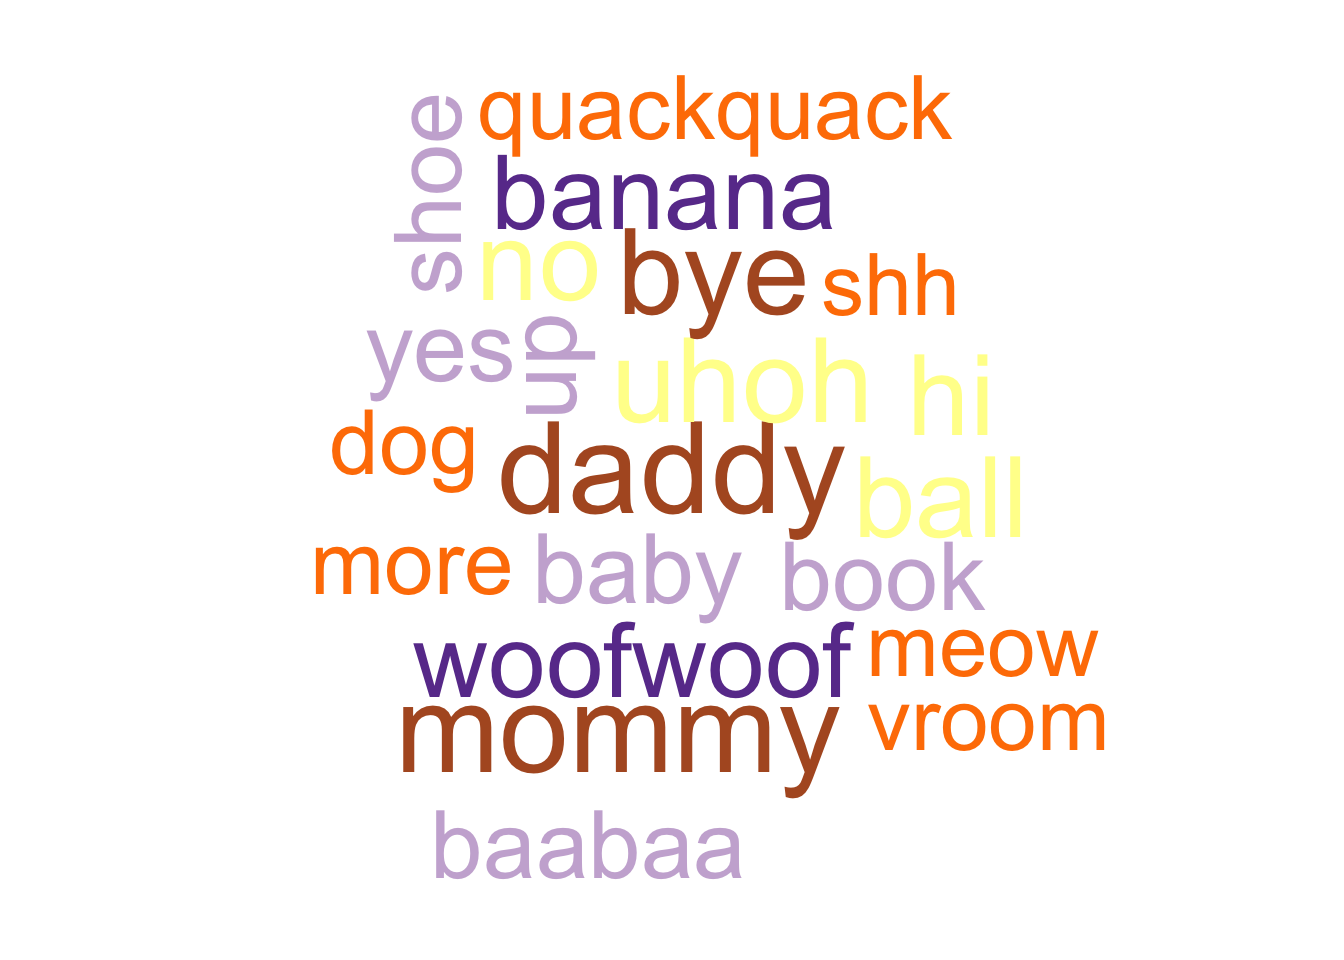 quackquack
shoe
banana
no
bye
shh
yes
up
uhoh
hi
dog
daddy
ball
more
baby
book
woofwoof
meow
mommy
vroom
baabaa